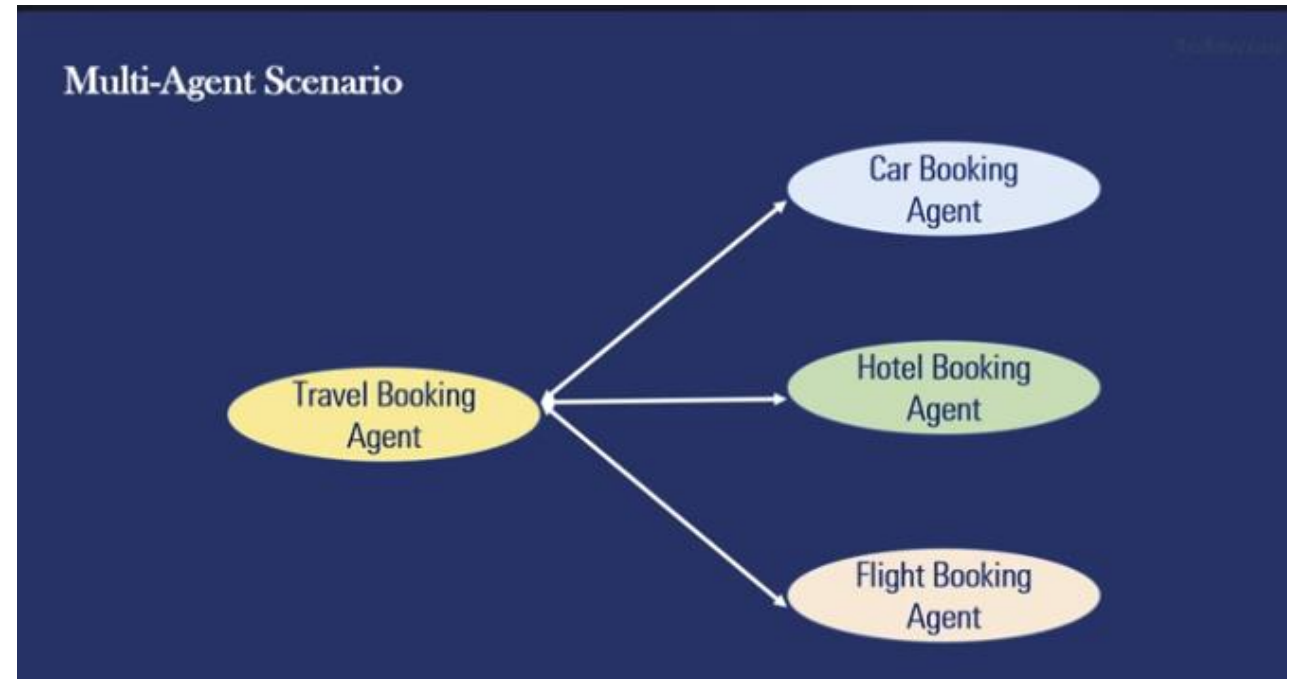 Multi-Agent Scenario
Car Booking
Agent
Hotel Booking
Agent
Travel Booking
Agent
Flight Booking
Agent